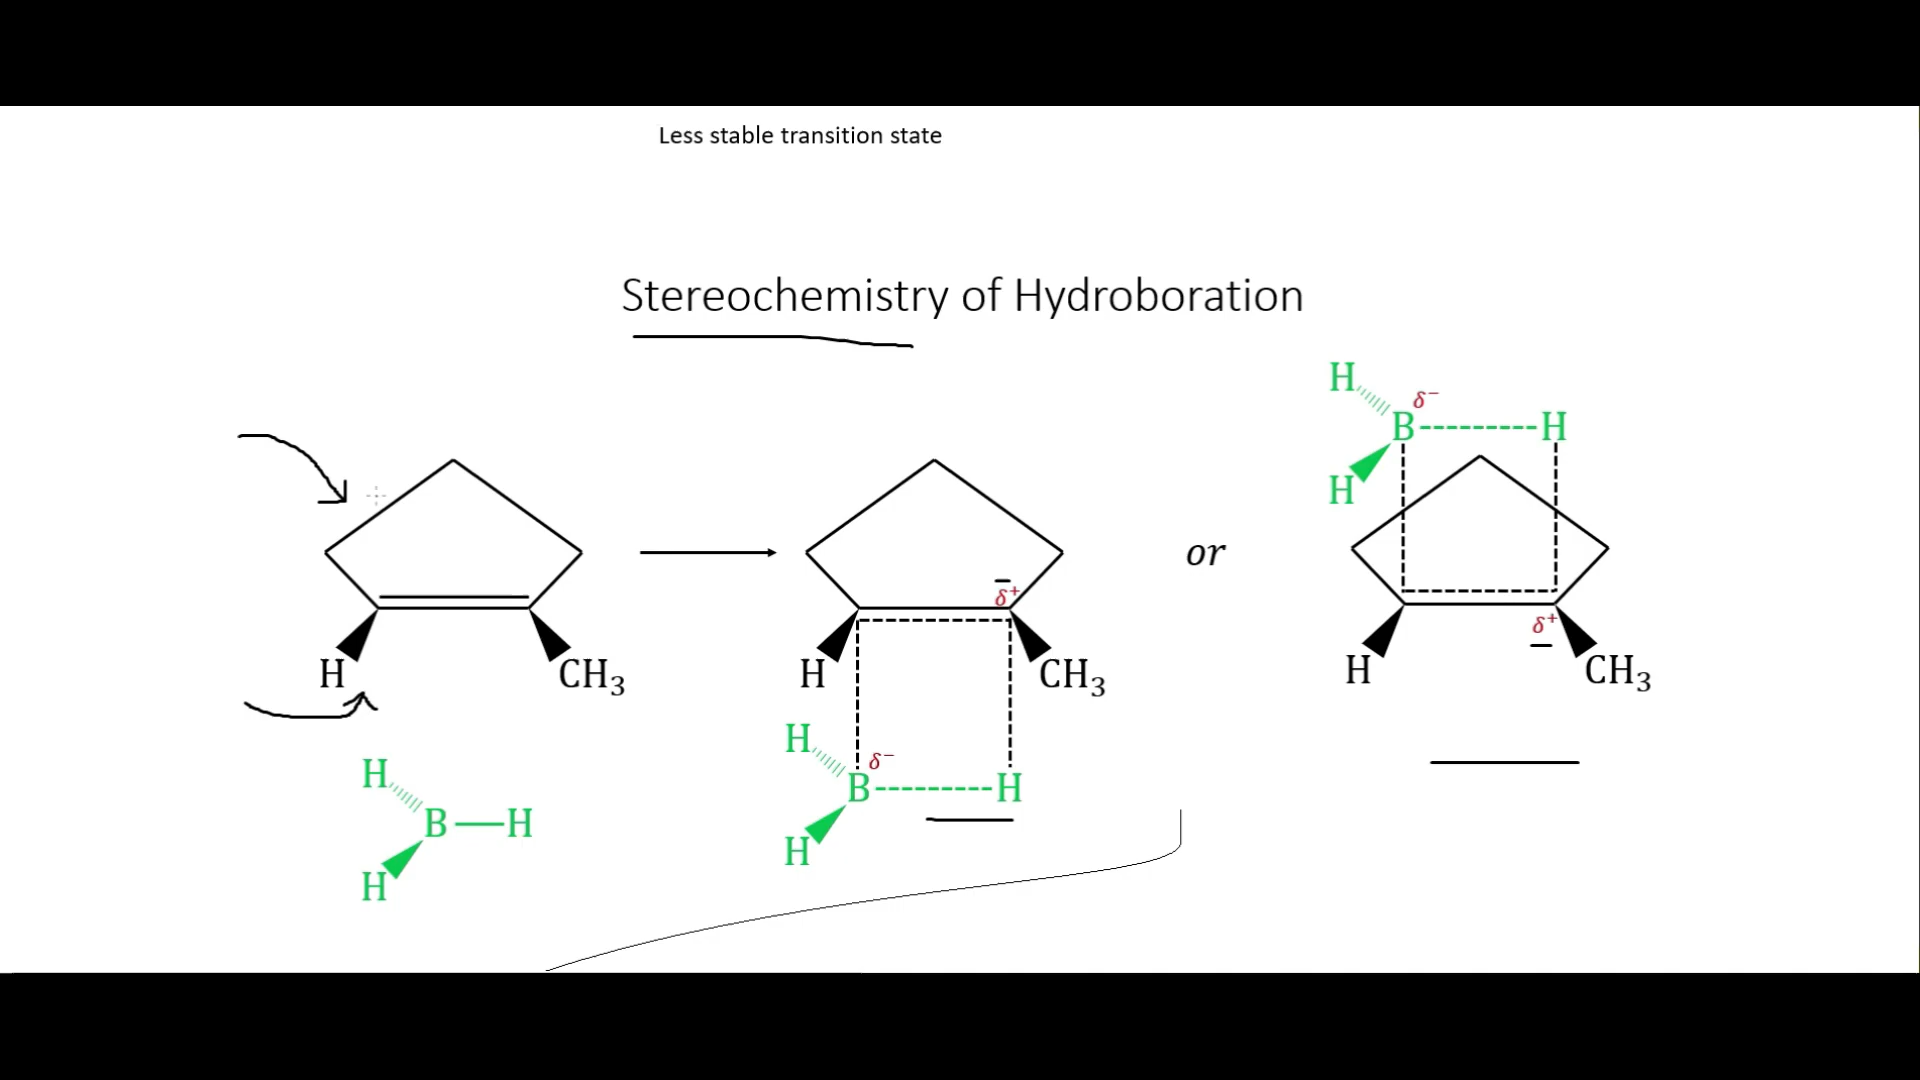 Less stable transition state
Stereochemistry of Hydroboration
H
B
δ⁻
H
H
δ⁺
H
CH₃
or
δ⁺
H
CH₃
H
CH₃
H
B
H
H
H
B
δ⁻
H
H